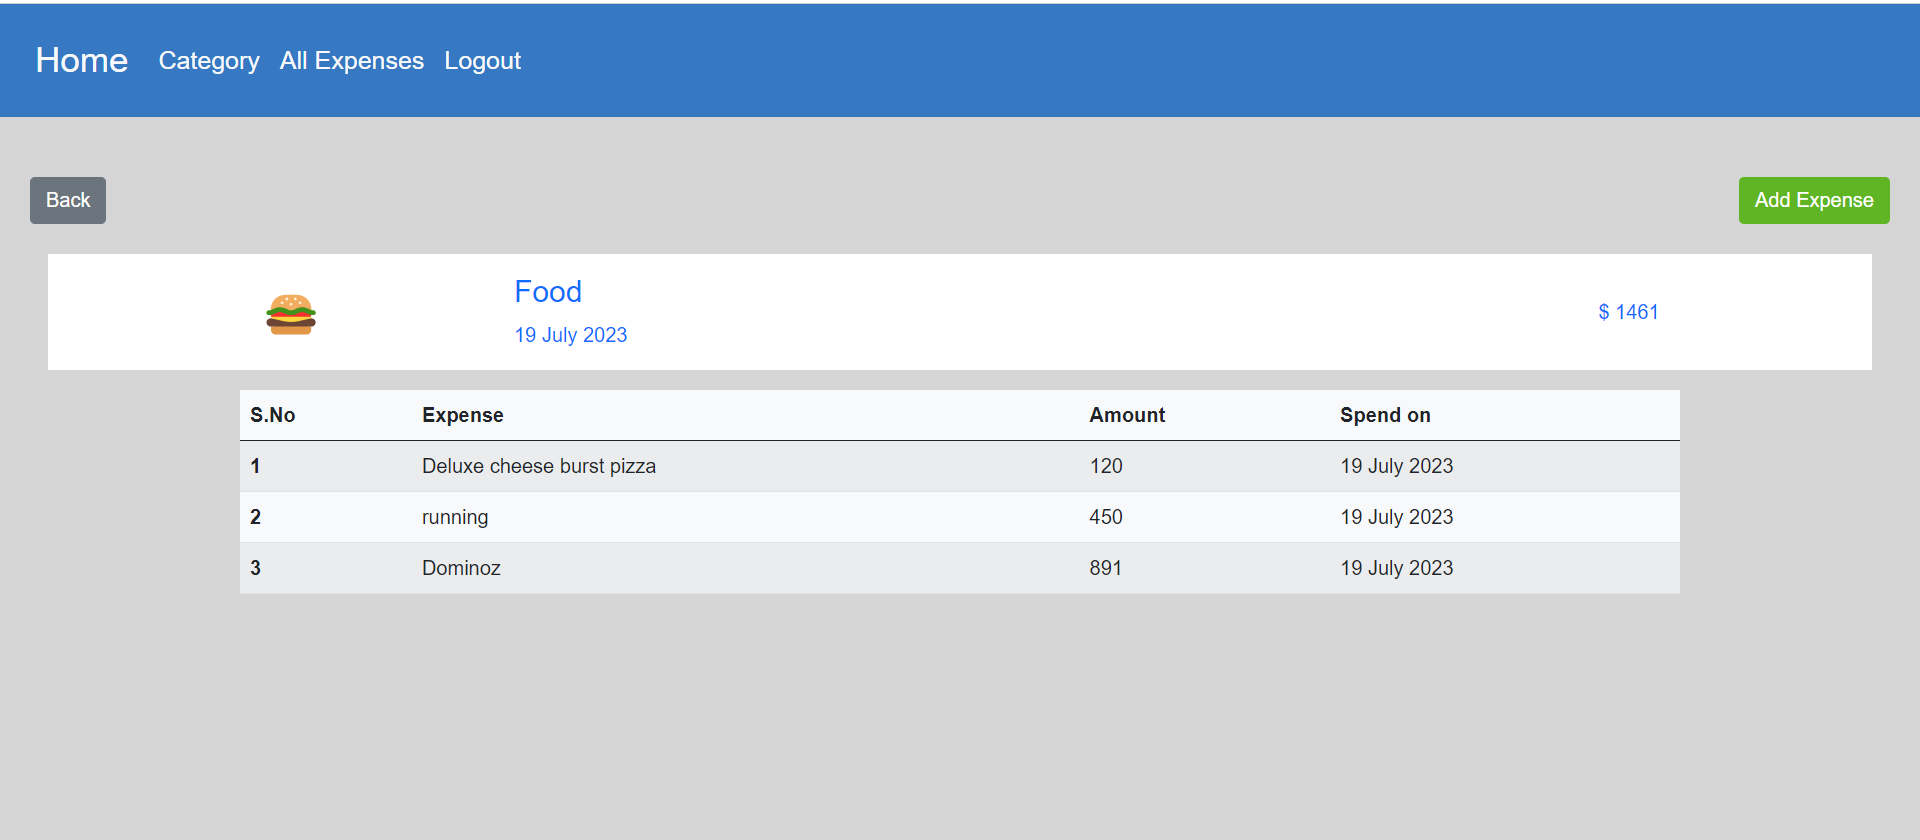 Home Category All Expenses Logout
Back Add Expense
Food
19 July 2023
$ 1461
S.No Expense Amount Spend on
1 Deluxe cheese burst pizza 120 19 July 2023
2 running 450 19 July 2023
3 Dominoz 891 19 July 2023